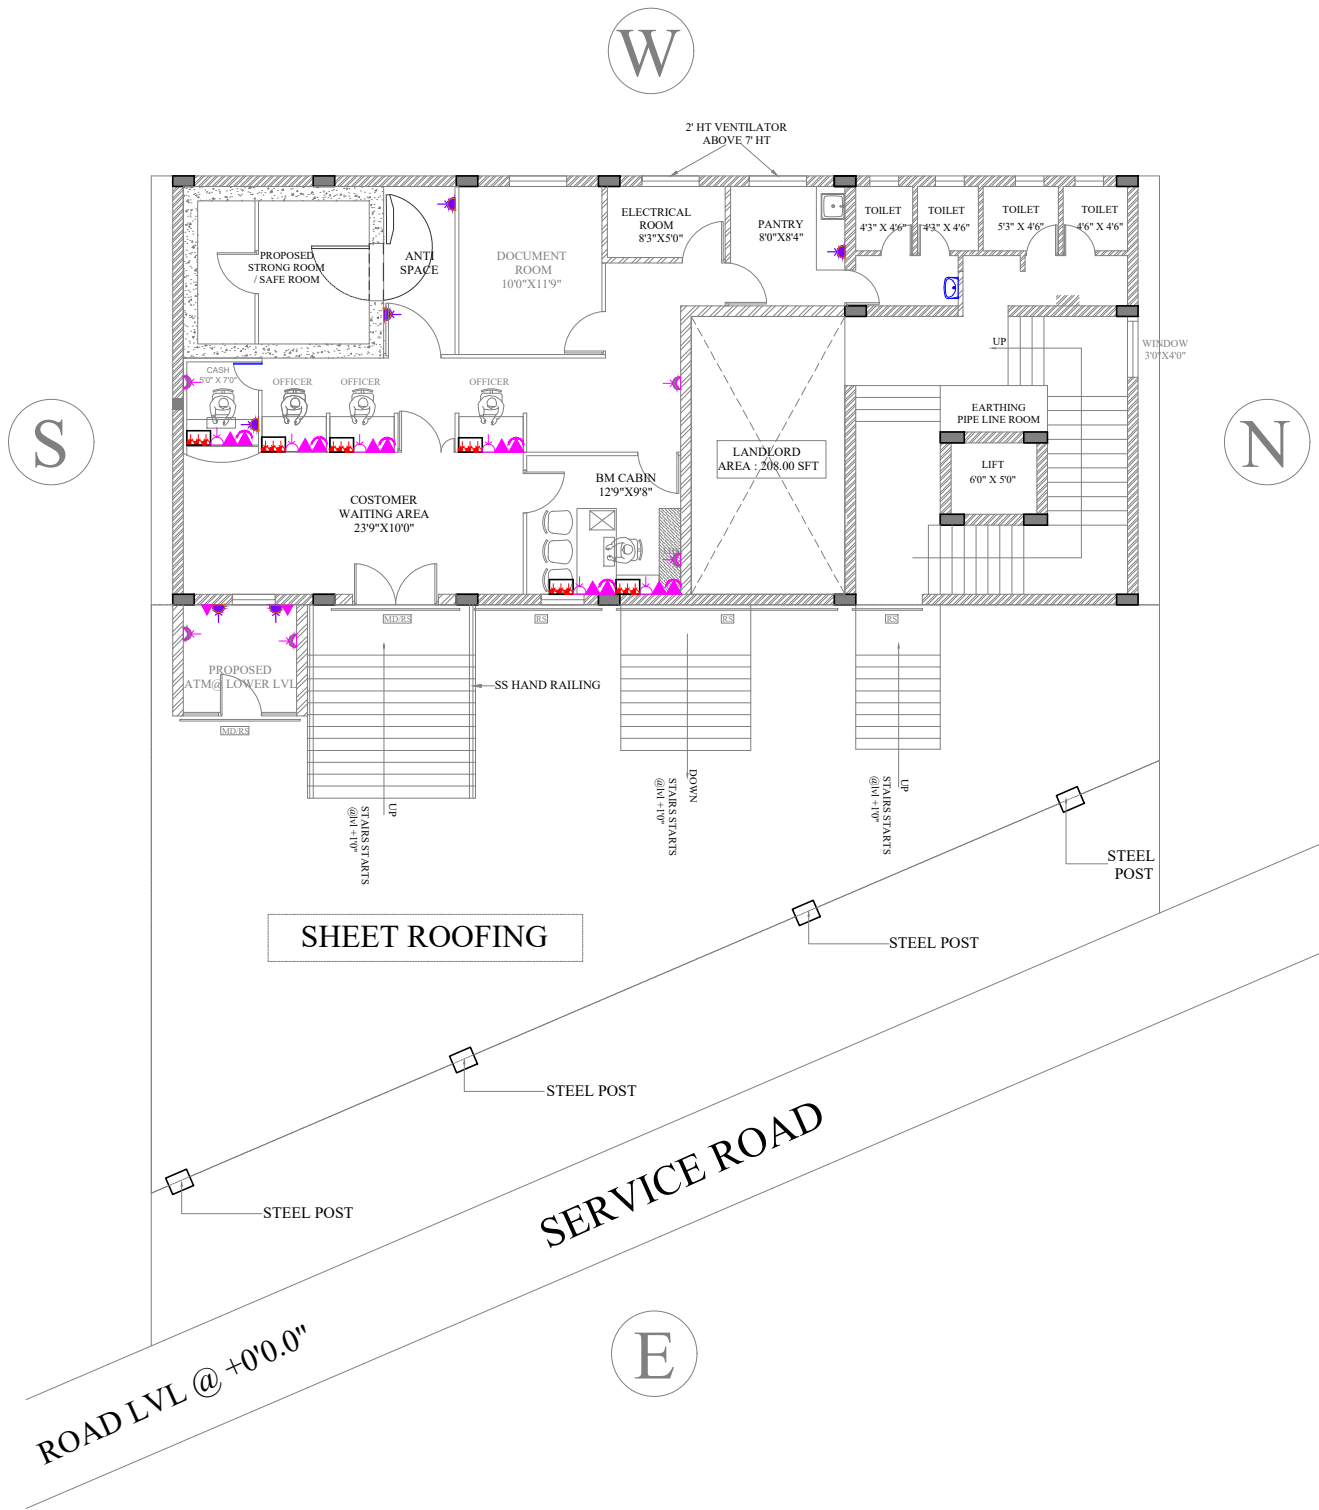 W
2' HT VENTILATOR
ABOVE 7' HT
PROPOSED
STRONG ROOM
/ SAFE ROOM
ANTI
SPACE
DOCUMENT
ROOM
10'0"X11'9"
ELECTRICAL
ROOM
8'3"X5'0"
PANTRY
8'0"X8'4"
TOILET
4'3" X 4'6"
TOILET
4'3" X 4'6"
TOILET
5'3" X 4'6"
TOILET
4'6" X 4'6"
UP
WINDOW
3'0"X4'0"
CASH
5'0" X 7'0"
OFFICER
OFFICER
OFFICER
EARTHING
PIPE LINE ROOM
S
N
LANDLORD
AREA : 208.00 SFT
LIFT
6'0" X 5'0"
BM CABIN
12'9"X9'8"
COSTOMER
WAITING AREA
23'9"X10'0"
MD/RS
RS
RS
RS
PROPOSED
ATM@ LOWER LVL
MD/RS
SS HAND RAILING
UP
STAIRS STARTS
@lvl +1'0"
DOWN
STAIRS STARTS
@lvl +1'0"
UP
STAIRS STARTS
@lvl +1'0"
STEEL
POST
SHEET ROOFING
STEEL POST
STEEL POST
STEEL POST
SERVICE ROAD
E
ROAD LVL @ +0'0.0"